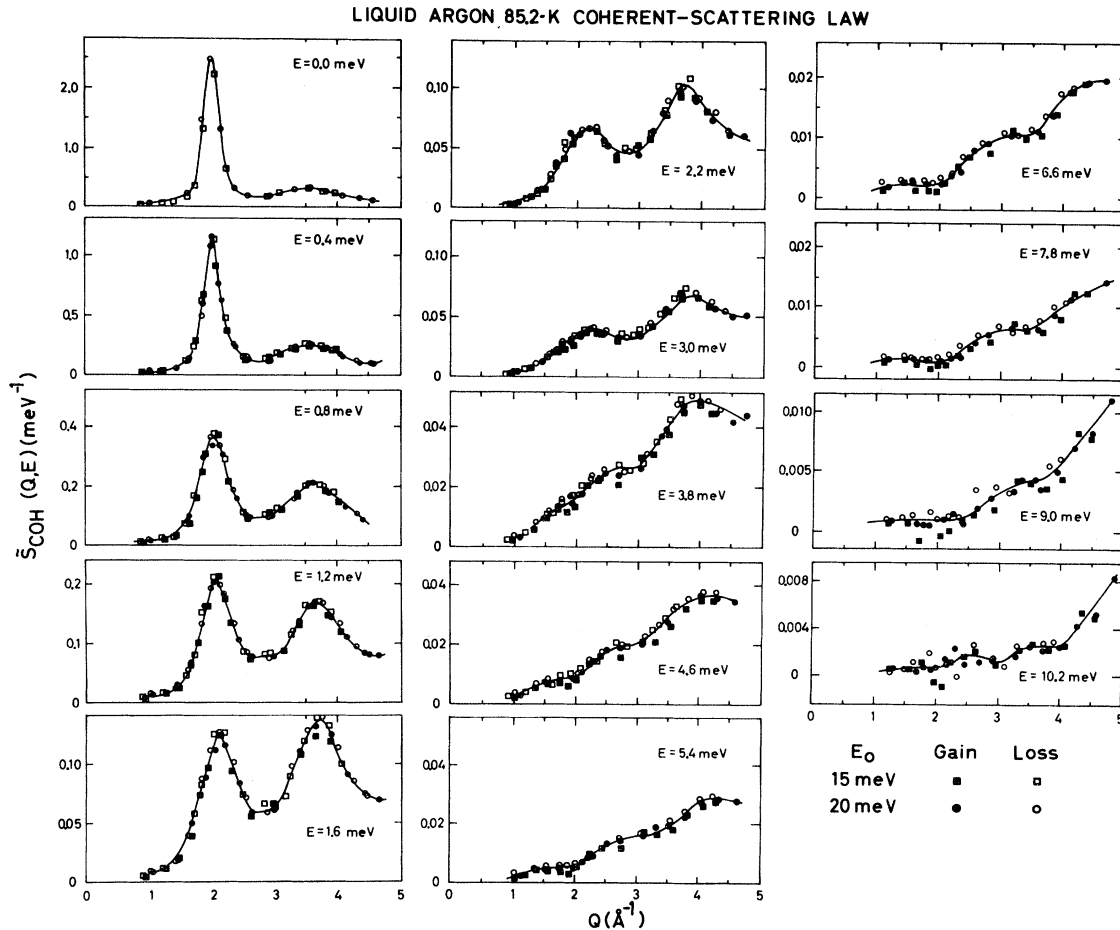 LIQUID ARGON 85.2-K COHERENT-SCATTERING LAW
S̃COH (Q,E) (meV⁻¹)
E=0.0 meV
2.0
1.0
0
E=0.4 meV
1.0
0.5
0
E=0.8 meV
0.4
0.2
0
E=1.2 meV
0.2
0.1
0
E=1.6 meV
0.10
0.05
0
0 1 2 3 4 5
E=2.2 meV
0.10
0.05
0
E=3.0 meV
0.10
0.05
0
E=3.8 meV
0.04
0.02
0
E=4.6 meV
0.04
0.02
0
E=5.4 meV
0.04
0.02
0
0 1 2 3 4 5
Q(Å⁻¹)
E=6.6 meV
0.02
0.01
0
E=7.8 meV
0.02
0.01
0
E=9.0 meV
0.010
0.005
0
E=10.2 meV
0.008
0.004
0
0 1 2 3 4 5
E₀ Gain Loss
15 meV ■ □
20 meV ● ○